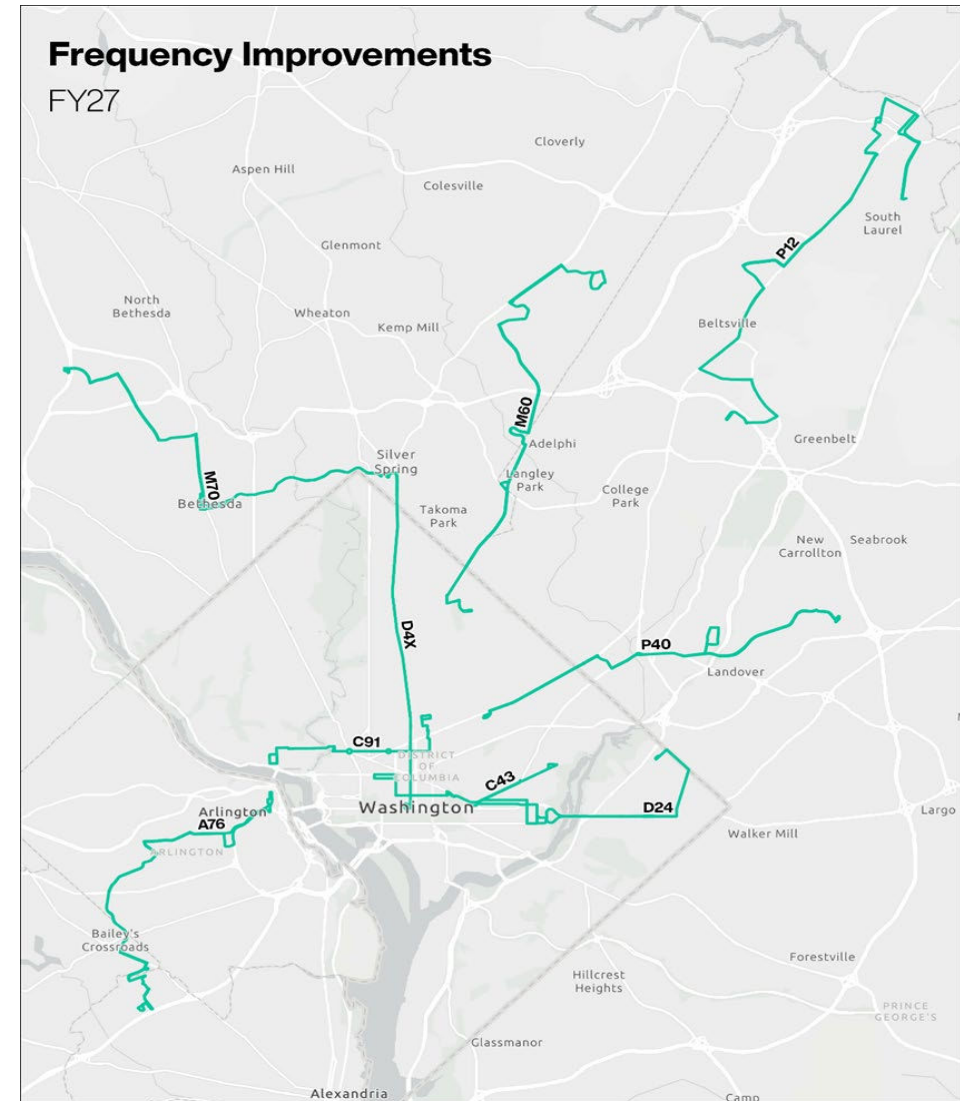 Frequency Improvements
FY27
Cloverly
Aspen Hill
Colesville
South
Laurel
Glenmont
P12
North
Bethesda
Wheaton
Kemp Mill
Beltsville
M60
Adelphi
Greenbelt
Silver
Spring
M70
Bethesda
Langley
Park
College
Park
Takoma
Park
New
Carrollton
Seabrook
D4X
P40
Landover
C91
DISTRICT
OF
COLUMBIA
C43
Washington
D24
Largo
Arlington
A76
Walker Mill
ARLINGTON
Bailey's
Crossroads
Forestville
Hillcrest
Heights
PRINCE
GEORGE'S
Glassmanor
Alexandria
Camp